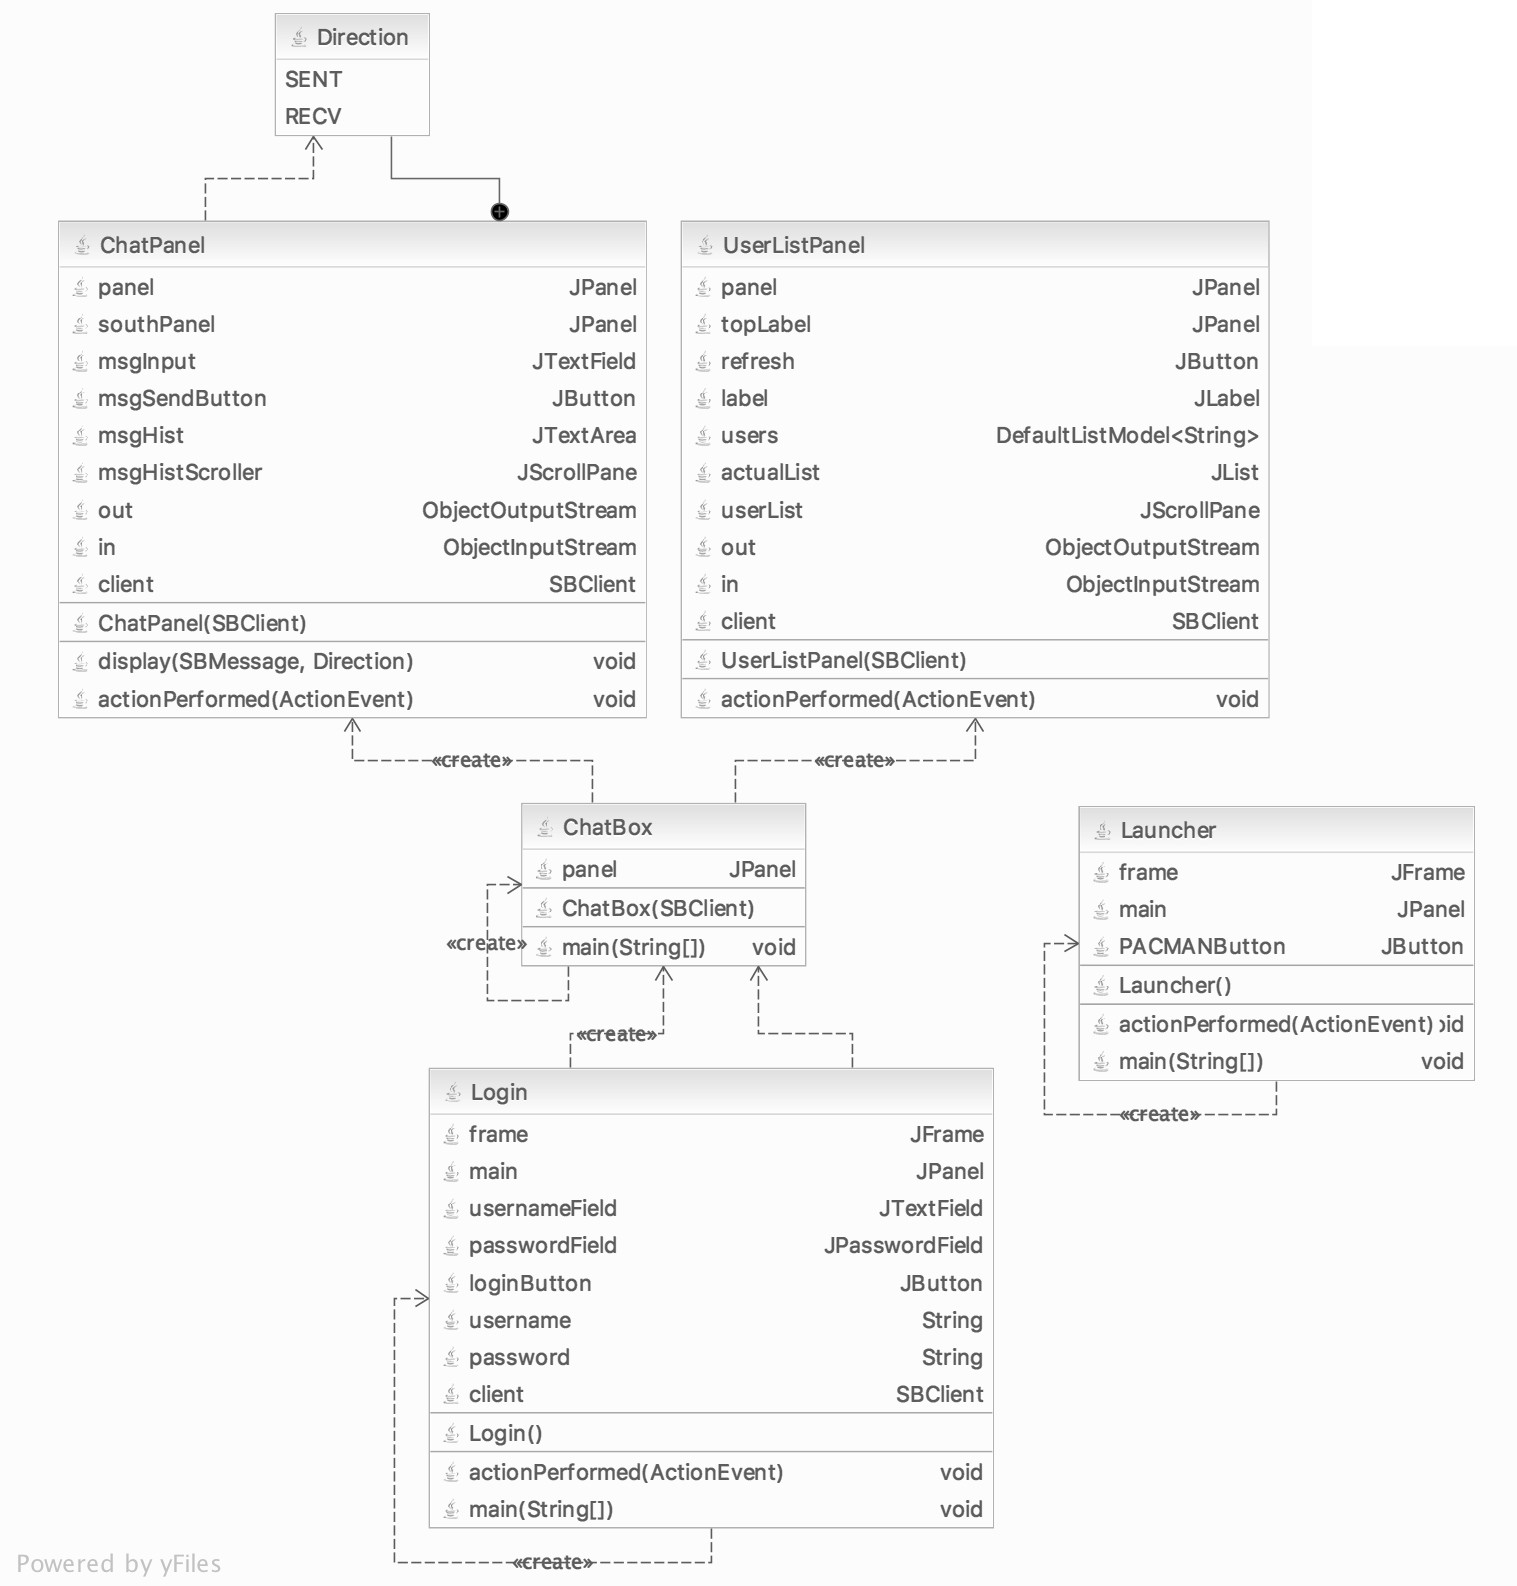 Direction
SENT
RECV
ChatPanel
panel JPanel
southPanel JPanel
msgInput JTextField
msgSendButton JButton
msgHist JTextArea
msgHistScroller JScrollPane
out ObjectOutputStream
in ObjectInputStream
client SBClient
ChatPanel(SBClient)
display(SBMessage, Direction) void
actionPerformed(ActionEvent) void
UserListPanel
panel JPanel
topLabel JPanel
refresh JButton
label JLabel
users DefaultListModel<String>
actualList JList
userList JScrollPane
out ObjectOutputStream
in ObjectInputStream
client SBClient
UserListPanel(SBClient)
actionPerformed(ActionEvent) void
«create»
«create»
ChatBox
panel JPanel
ChatBox(SBClient)
main(String[]) void
«create»
«create»
Launcher
frame JFrame
main JPanel
PACMANButton JButton
Launcher()
actionPerformed(ActionEvent) oid
main(String[]) void
«create»
Login
frame JFrame
main JPanel
usernameField JTextField
passwordField JPasswordField
loginButton JButton
username String
password String
client SBClient
Login()
actionPerformed(ActionEvent) void
main(String[]) void
«create»
Powered by yFiles